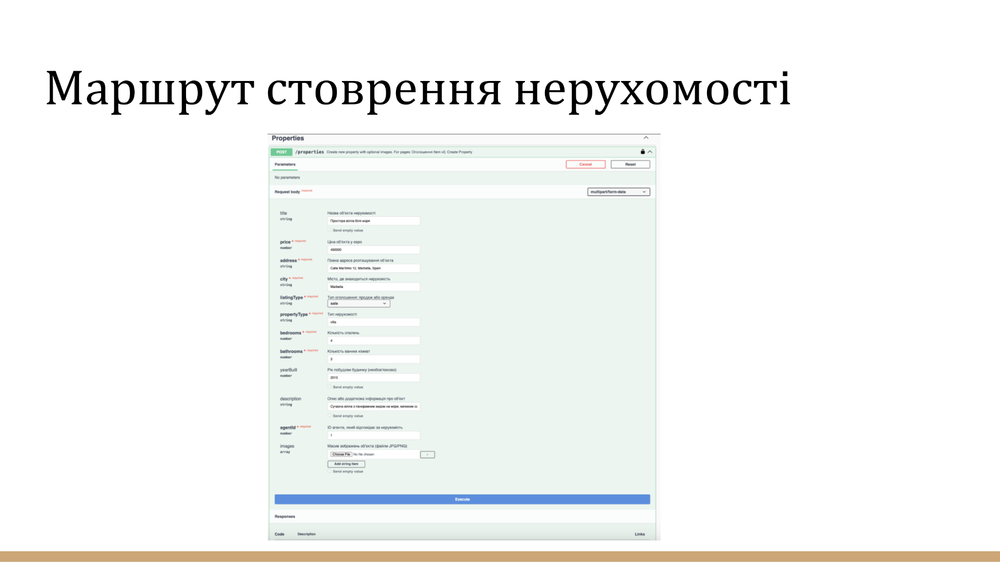 Маршрут стоврення нерухомості
Properties
POST /properties Create new property with optional images. For pages: Оголошення Item v2, Create Property
Parameters Cancel Reset
No parameters
Request body required multipart/form-data
title Назва об'єкта нерухомості
string Простора вілла біля моря
Send empty value
price * required Ціна об'єкта у євро
number 450000
address * required Повна адреса розташування об'єкта
string Calle Marítimo 12, Marbella, Spain
city * required Місто, де знаходиться нерухомість
string Marbella
listingType * required Тип оголошення: продаж або оренда
string sale
propertyType * required Тип нерухомості
string villa
bedrooms * required Кількість спалень
number 4
bathrooms * required Кількість ванних кімнат
number 3
yearBuilt Рік побудови будинку (необов'язково)
number 2015
Send empty value
description Опис або додаткова інформація про об'єкт
string Сучасна вілла з панорамним видом на море, великим са
Send empty value
agentId * required ID агента, який відповідає за нерухомість
number 1
images Масив зображень об'єкта (файли JPG/PNG)
array Choose File No file chosen -
Add string item
Send empty value
Execute
Responses
Code Description Links